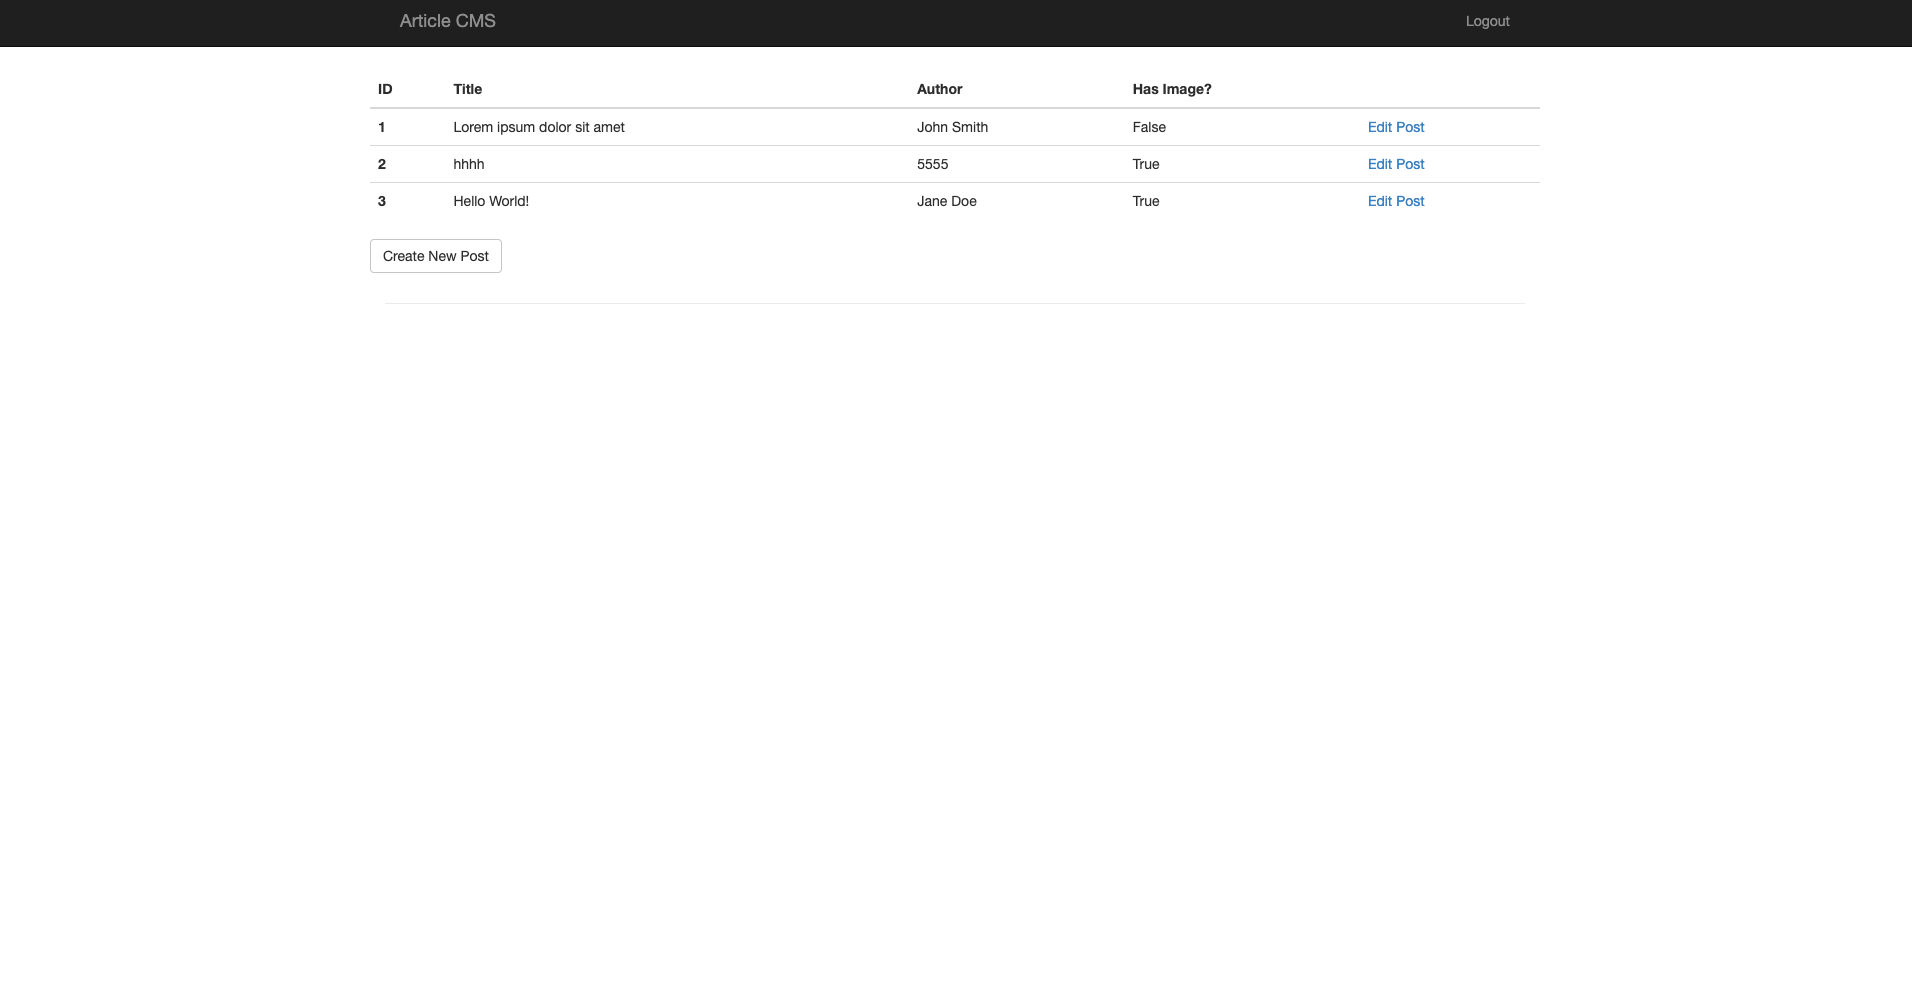 Article CMS Logout
ID Title Author Has Image?
1 Lorem ipsum dolor sit amet John Smith False Edit Post
2 hhhh 5555 True Edit Post
3 Hello World! Jane Doe True Edit Post
Create New Post